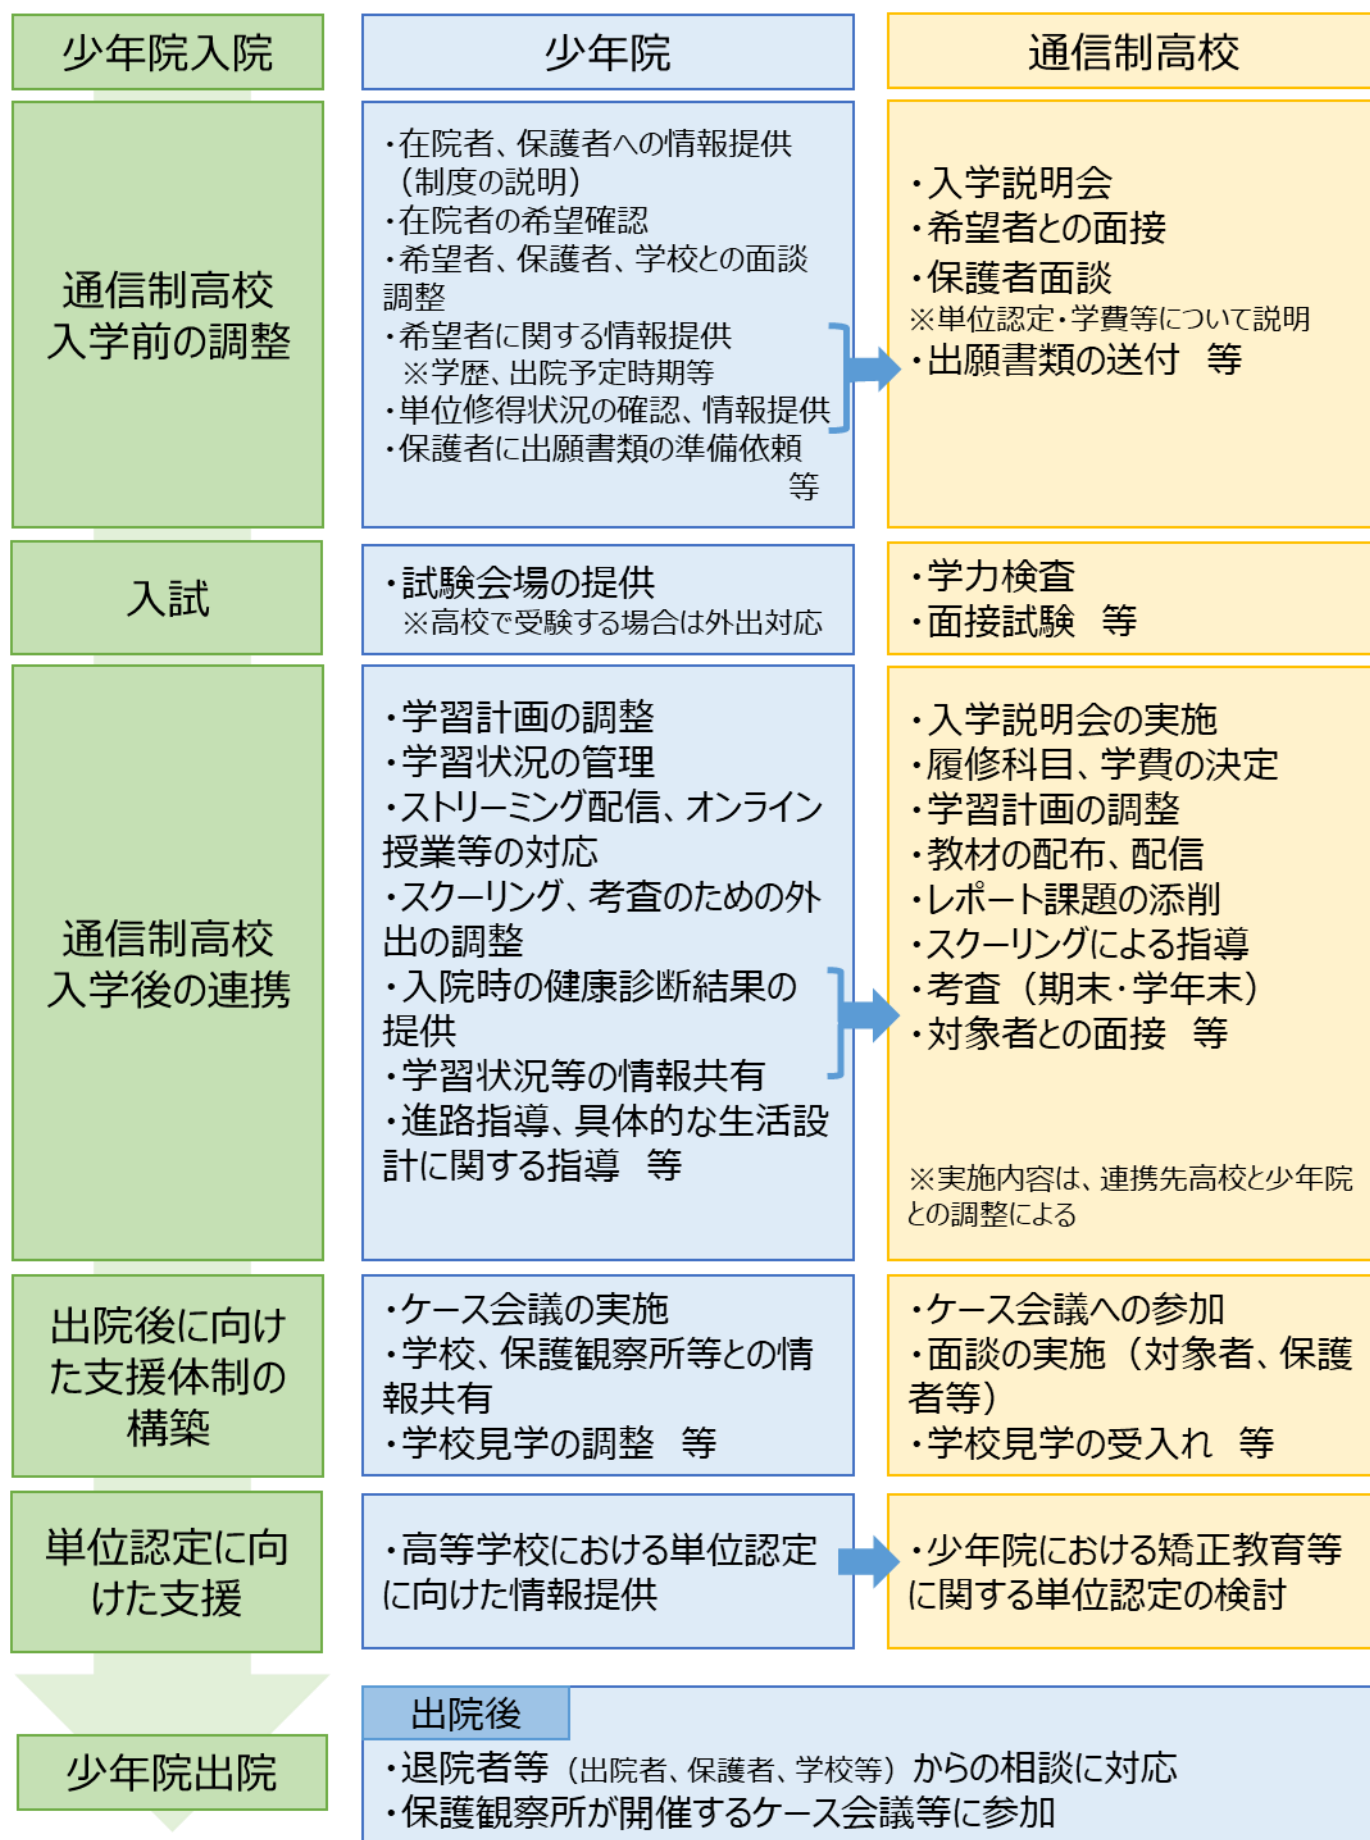 少年院入院
少年院
通信制高校
通信制高校
入学前の調整
・在院者、保護者への情報提供
（制度の説明）
・在院者の希望確認
・希望者、保護者、学校との面談
調整
・希望者に関する情報提供
※学歴、出院予定時期等
・単位修得状況の確認、情報提供
・保護者に出願書類の準備依頼
等
・入学説明会
・希望者との面接
・保護者面談
※単位認定・学費等について説明
・出願書類の送付　等
入試
・試験会場の提供
※高校で受験する場合は外出対応
・学力検査
・面接試験　等
通信制高校
入学後の連携
・学習計画の調整
・学習状況の管理
・ストリーミング配信、オンライン
授業等の対応
・スクーリング、考査のための外
出の調整
・入院時の健康診断結果の
提供
・学習状況等の情報共有
・進路指導、具体的な生活設
計に関する指導　等
・入学説明会の実施
・履修科目、学費の決定
・学習計画の調整
・教材の配布、配信
・レポート課題の添削
・スクーリングによる指導
・考査（期末・学年末）
・対象者との面接　等
※実施内容は、連携先高校と少年院
との調整による
出院後に向け
た支援体制の
構築
・ケース会議の実施
・学校、保護観察所等との情
報共有
・学校見学の調整　等
・ケース会議への参加
・面談の実施（対象者、保護
者等）
・学校見学の受入れ　等
単位認定に向
けた支援
・高等学校における単位認定
に向けた情報提供
・少年院における矯正教育等
に関する単位認定の検討
少年院出院
出院後
・退院者等（出院者、保護者、学校等）からの相談に対応
・保護観察所が開催するケース会議等に参加